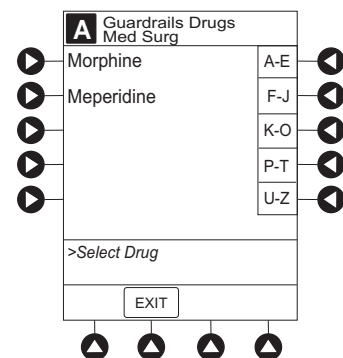 A
Guardrails Drugs
Med Surg
Morphine
A-E
Meperidine
F-J
K-O
P-T
U-Z
>Select Drug
EXIT